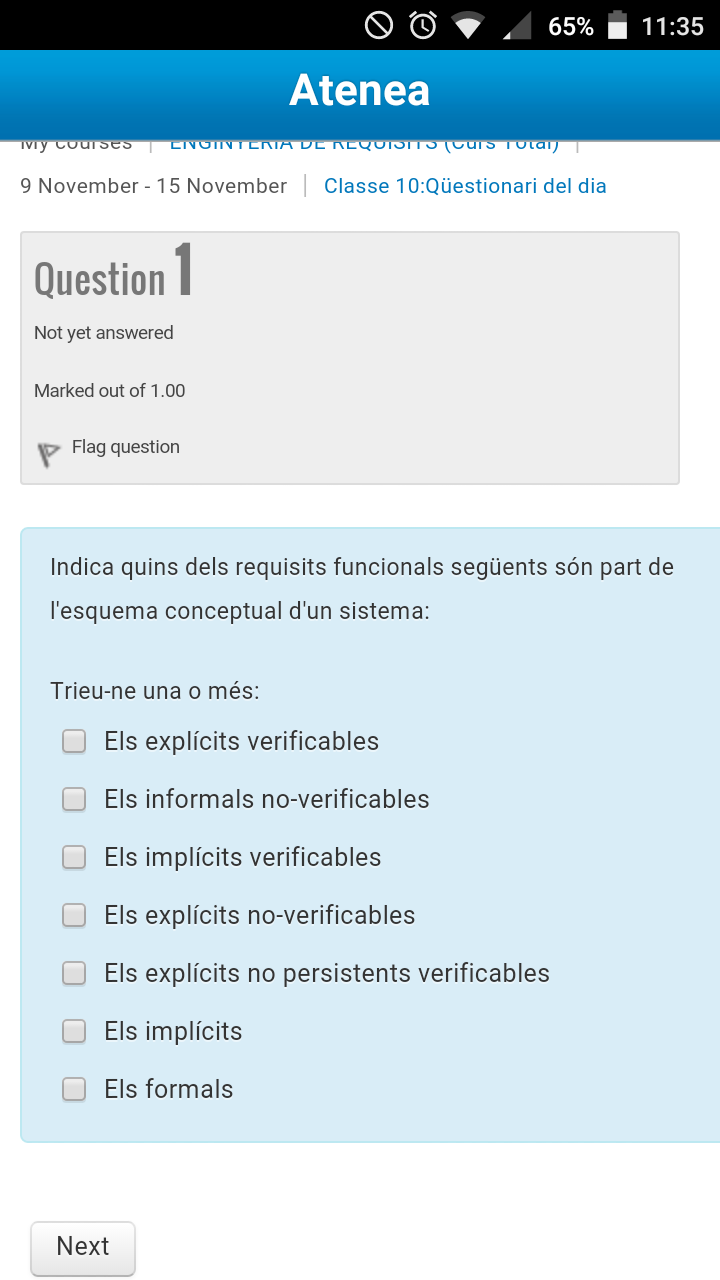 65% 11:35
Atenea
My courses | ENGINYERIA DE REQUISITS (Curs Total) |
9 November - 15 November | Classe 10:Qüestionari del dia
Question 1
Not yet answered
Marked out of 1.00
Flag question
Indica quins dels requisits funcionals següents són part de
l'esquema conceptual d'un sistema:
Trieu-ne una o més:
Els explícits verificables
Els informals no-verificables
Els implícits verificables
Els explícits no-verificables
Els explícits no persistents verificables
Els implícits
Els formals
Next